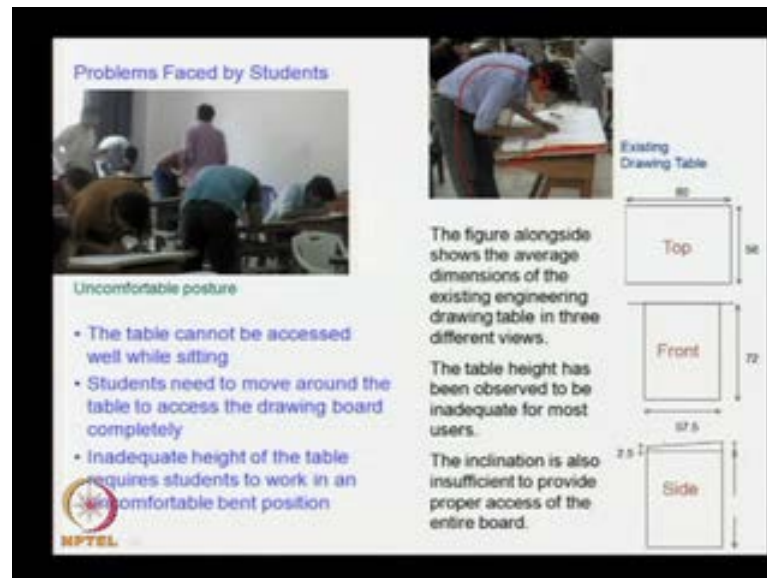 Problems Faced by Students
Uncomfortable posture
• The table cannot be accessed
well while sitting
• Students need to move around the
table to access the drawing board
completely
• Inadequate height of the table
requires students to work in an
uncomfortable bent position
NPTEL
The figure alongside
shows the average
dimensions of the
existing engineering
drawing table in three
different views.
The table height has
been observed to be
inadequate for most
users.
The inclination is also
insufficient to provide
proper access of the
entire board.
Existing
Drawing Table
Top
Front
72
57.5
2.5
Side